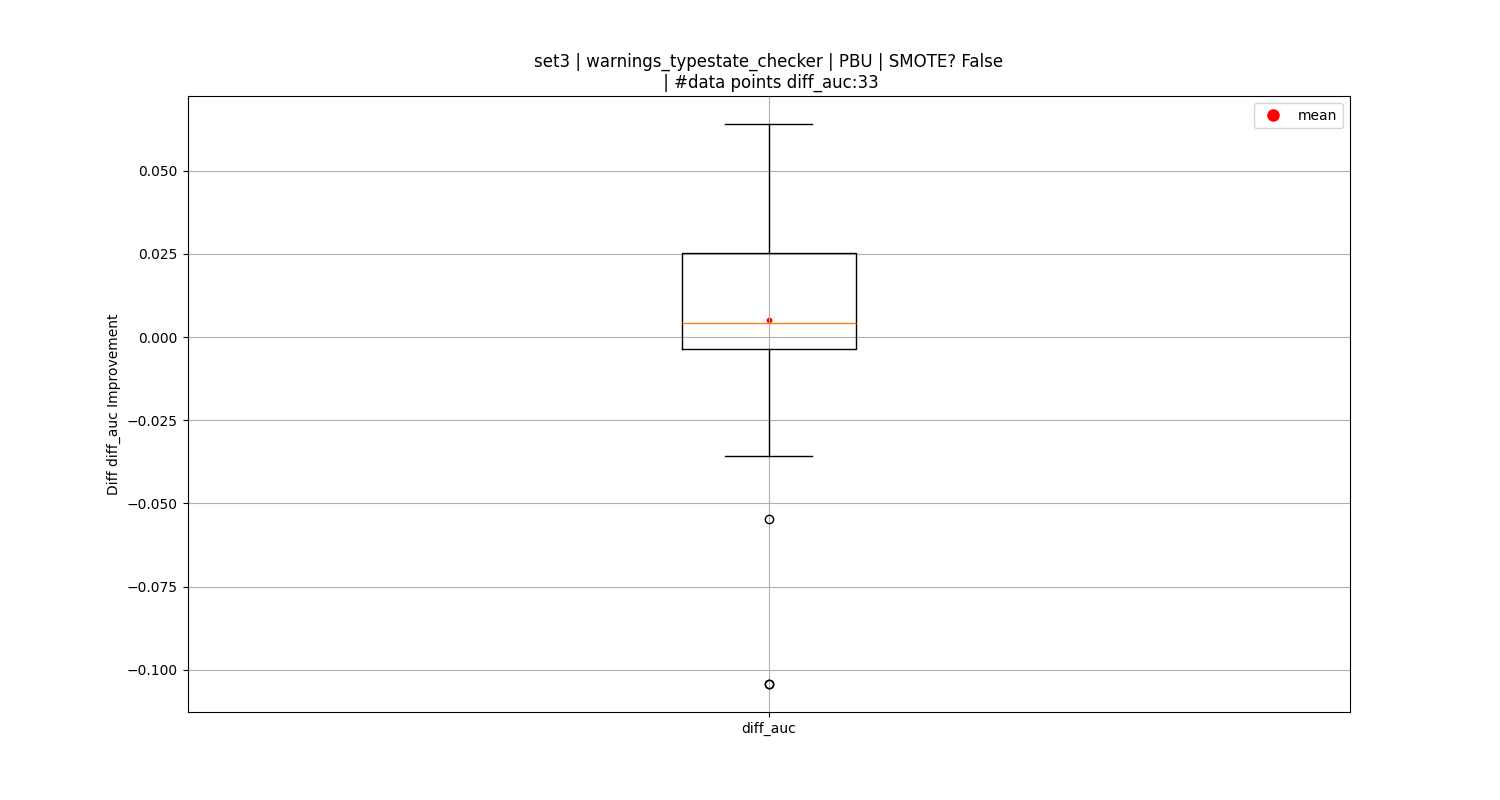 set3 | warnings_typestate_checker | PBU | SMOTE? False
| #data points diff_auc:33
mean
0.050
0.025
0.000
−0.025
−0.050
−0.075
−0.100
Diff diff_auc Improvement
diff_auc